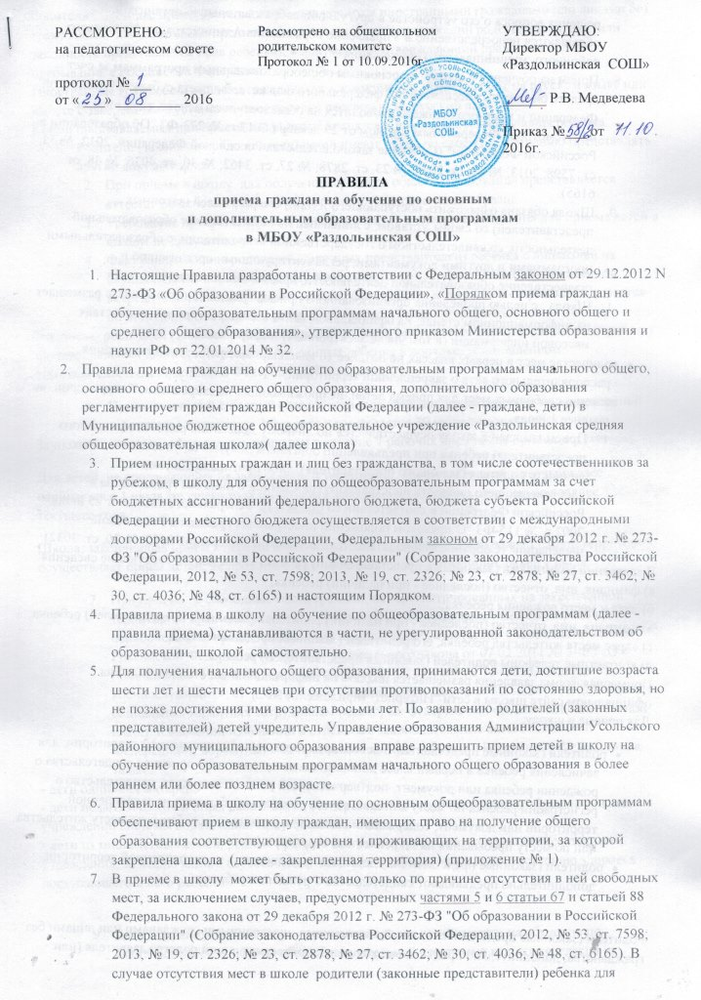 РАССМОТРЕНО:
на педагогическом совете
протокол № 1
от « 25 » 08 2016
Рассмотрено на общешкольном
родительском комитете
Протокол № 1 от 10.09.2016г.
УТВЕРЖДАЮ:
Директор МБОУ
«Раздольинская СОШ»
Р.В. Медведева
Приказ № 58/2 от 11.10.
2016г.
МБОУ
«Раздольинская
СОШ»
ПРАВИЛА
приема граждан на обучение по основным
и дополнительным образовательным программам
в МБОУ «Раздольинская СОШ»
1. Настоящие Правила разработаны в соответствии с Федеральным законом от 29.12.2012 N
273-ФЗ «Об образовании в Российской Федерации», «Порядком приема граждан на
обучение по образовательным программам начального общего, основного общего и
среднего общего образования», утвержденного приказом Министерства образования и
науки РФ от 22.01.2014 № 32.
2. Правила приема граждан на обучение по образовательным программам начального общего,
основного общего и среднего общего образования, дополнительного образования
регламентирует прием граждан Российской Федерации (далее - граждане, дети) в
Муниципальное бюджетное общеобразовательное учреждение «Раздольинская средняя
общеобразовательная школа»( далее школа)
3. Прием иностранных граждан и лиц без гражданства, в том числе соотечественников за
рубежом, в школу для обучения по общеобразовательным программам за счет
бюджетных ассигнований федерального бюджета, бюджета субъекта Российской
Федерации и местного бюджета осуществляется в соответствии с международными
договорами Российской Федерации, Федеральным законом от 29 декабря 2012 г. № 273-
ФЗ "Об образовании в Российской Федерации" (Собрание законодательства Российской
Федерации, 2012, № 53, ст. 7598; 2013, № 19, ст. 2326; № 23, ст. 2878; № 27, ст. 3462; №
30, ст. 4036; № 48, ст. 6165) и настоящим Порядком.
4. Правила приема в школу на обучение по общеобразовательным программам (далее -
правила приема) устанавливаются в части, не урегулированной законодательством об
образовании, школой самостоятельно.
5. Для получения начального общего образования, принимаются дети, достигшие возраста
шести лет и шести месяцев при отсутствии противопоказаний по состоянию здоровья, но
не позже достижения ими возраста восьми лет. По заявлению родителей (законных
представителей) детей учредитель Управление образования Администрации Усольского
районного муниципального образования вправе разрешить прием детей в школу на
обучение по образовательным программам начального общего образования в более
раннем или более позднем возрасте.
6. Правила приема в школу на обучение по основным общеобразовательным программам
обеспечивают прием в школу граждан, имеющих право на получение общего
образования соответствующего уровня и проживающих на территории, за которой
закреплена школа (далее - закрепленная территория) (приложение № 1).
7. В приеме в школу может быть отказано только по причине отсутствия в ней свободных
мест, за исключением случаев, предусмотренных частями 5 и 6 статьи 67 и статьей 88
Федерального закона от 29 декабря 2012 г. № 273-ФЗ "Об образовании в Российской
Федерации" (Собрание законодательства Российской Федерации, 2012, № 53, ст. 7598;
2013, № 19, ст. 2326; № 23, ст. 2878; № 27, ст. 3462, № 30, ст. 4036; № 48, ст. 6165). В
случае отсутствия мест в школе родители (законные представители) ребенка для